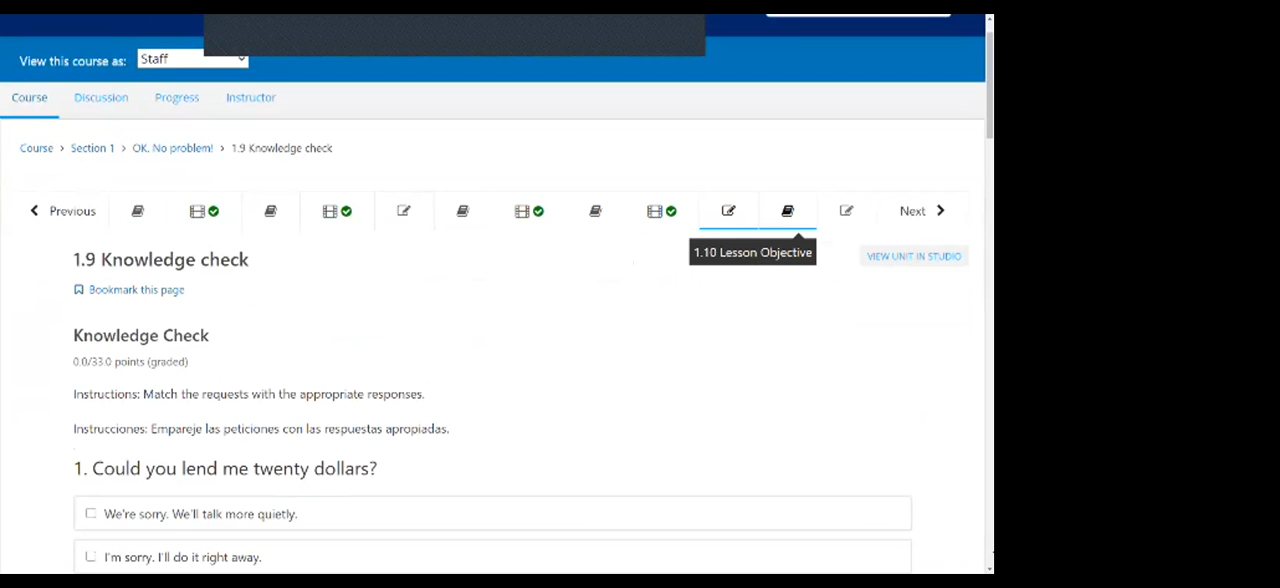 View this course as: Staff
Course Discussion Progress Instructor
Course > Section 1 > OK. No problem! > 1.9 Knowledge check
Previous Next
1.10 Lesson Objective
1.9 Knowledge check VIEW UNIT IN STUDIO
Bookmark this page
Knowledge Check
0.0/33.0 points (graded)
Instructions: Match the requests with the appropriate responses.
Instrucciones: Empareje las peticiones con las respuestas apropiadas.
1. Could you lend me twenty dollars?
We're sorry. We'll talk more quietly.
I'm sorry. I'll do it right away.